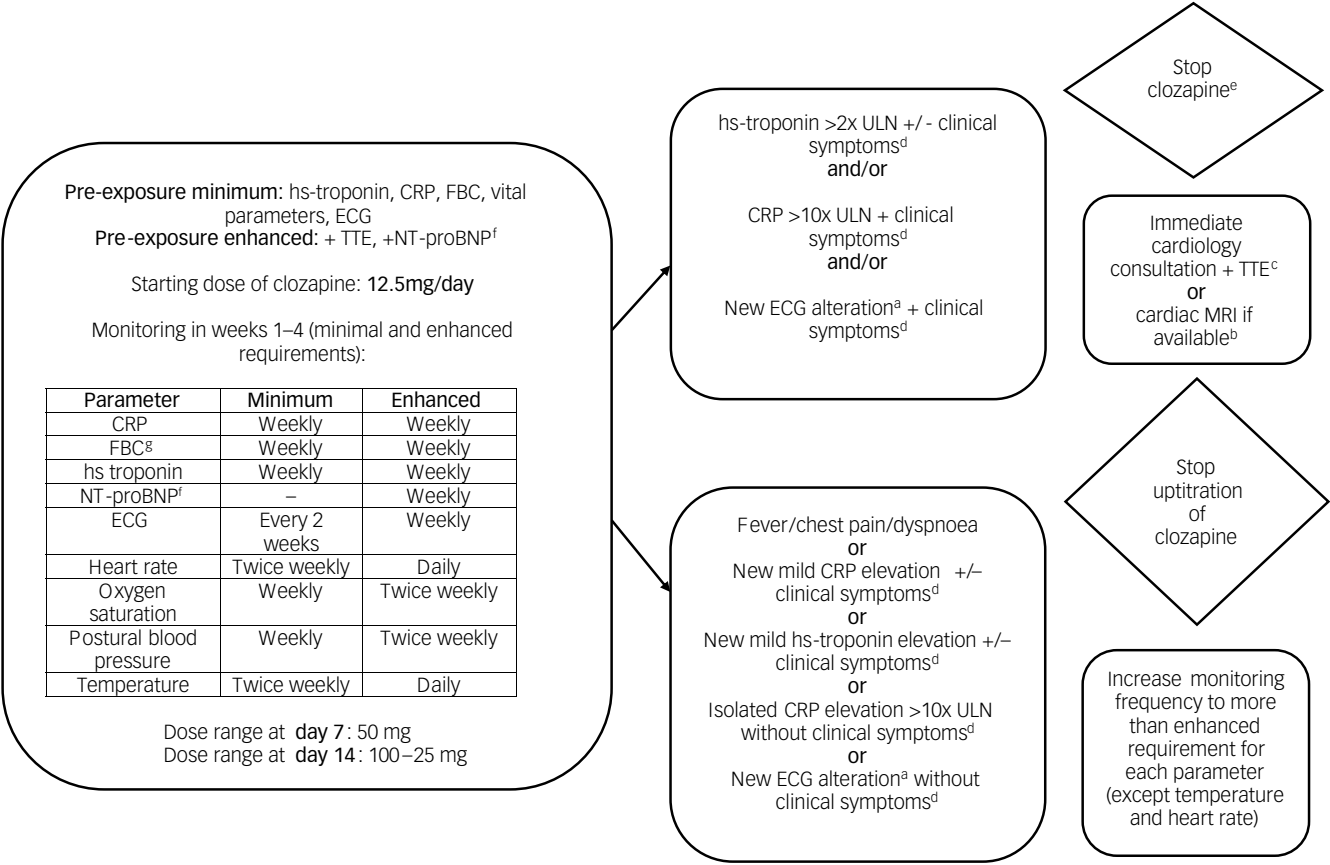 Pre-exposure minimum: hs-troponin, CRP, FBC, vital
parameters, ECG
Pre-exposure enhanced: + TTE, +NT-proBNPᶠ
Starting dose of clozapine: 12.5mg/day
Monitoring in weeks 1–4 (minimal and enhanced
requirements):
Parameter Minimum Enhanced
CRP Weekly Weekly
FBCᵍ Weekly Weekly
hs troponin Weekly Weekly
NT-proBNPᶠ – Weekly
ECG Every 2 Weekly
weeks
Heart rate Twice weekly Daily
Oxygen Weekly Twice weekly
saturation
Postural blood Weekly Twice weekly
pressure
Temperature Twice weekly Daily
Dose range at day 7: 50 mg
Dose range at day 14: 100–25 mg
hs-troponin >2x ULN +/- clinical
symptomsᵈ
and/or
CRP >10x ULN + clinical
symptomsᵈ
and/or
New ECG alterationᵃ + clinical
symptomsᵈ
Stop
clozapineᵉ
Immediate
cardiology
consultation + TTEᶜ
or
cardiac MRI if
availableᵇ
Fever/chest pain/dyspnoea
or
New mild CRP elevation +/–
clinical symptomsᵈ
or
New mild hs-troponin elevation +/–
clinical symptomsᵈ
or
Isolated CRP elevation >10x ULN
without clinical symptomsᵈ
or
New ECG alterationᵃ without
clinical symptomsᵈ
Stop
uptitration
of
clozapine
Increase monitoring
frequency to more
than enhanced
requirement for
each parameter
(except temperature
and heart rate)